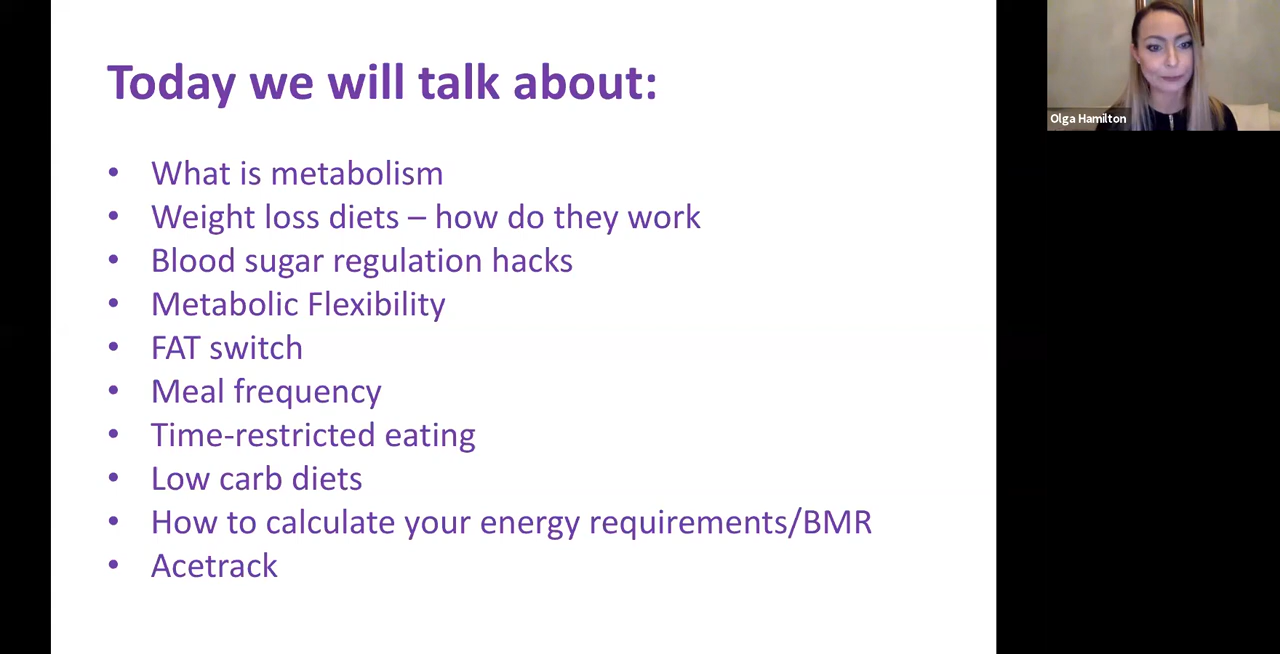 Today we will talk about:
• What is metabolism
• Weight loss diets – how do they work
• Blood sugar regulation hacks
• Metabolic Flexibility
• FAT switch
• Meal frequency
• Time-restricted eating
• Low carb diets
• How to calculate your energy requirements/BMR
• Acetrack
Olga Hamilton